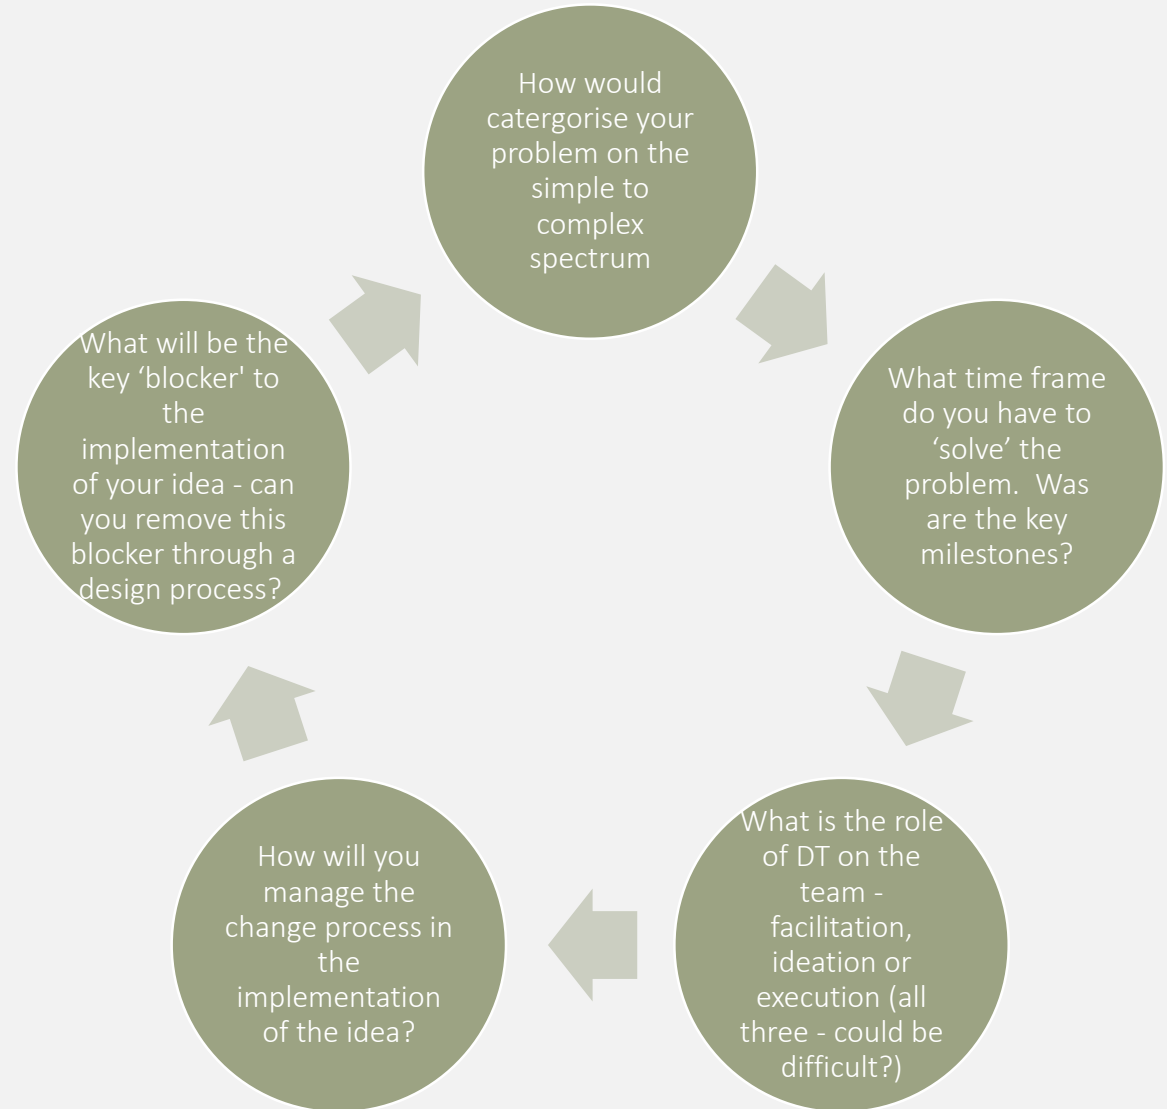 How would
catergorise your
problem on the
simple to
complex
spectrum
What time frame
do you have to
‘solve’ the
problem.  Was
are the key
milestones?
What is the role
of DT on the
team -
facilitation,
ideation or
execution (all
three - could be
difficult?)
How will you
manage the
change process in
the
implementation
of the idea?
What will be the
key ‘blocker' to
the
implementation
of your idea - can
you remove this
blocker through a
design process?